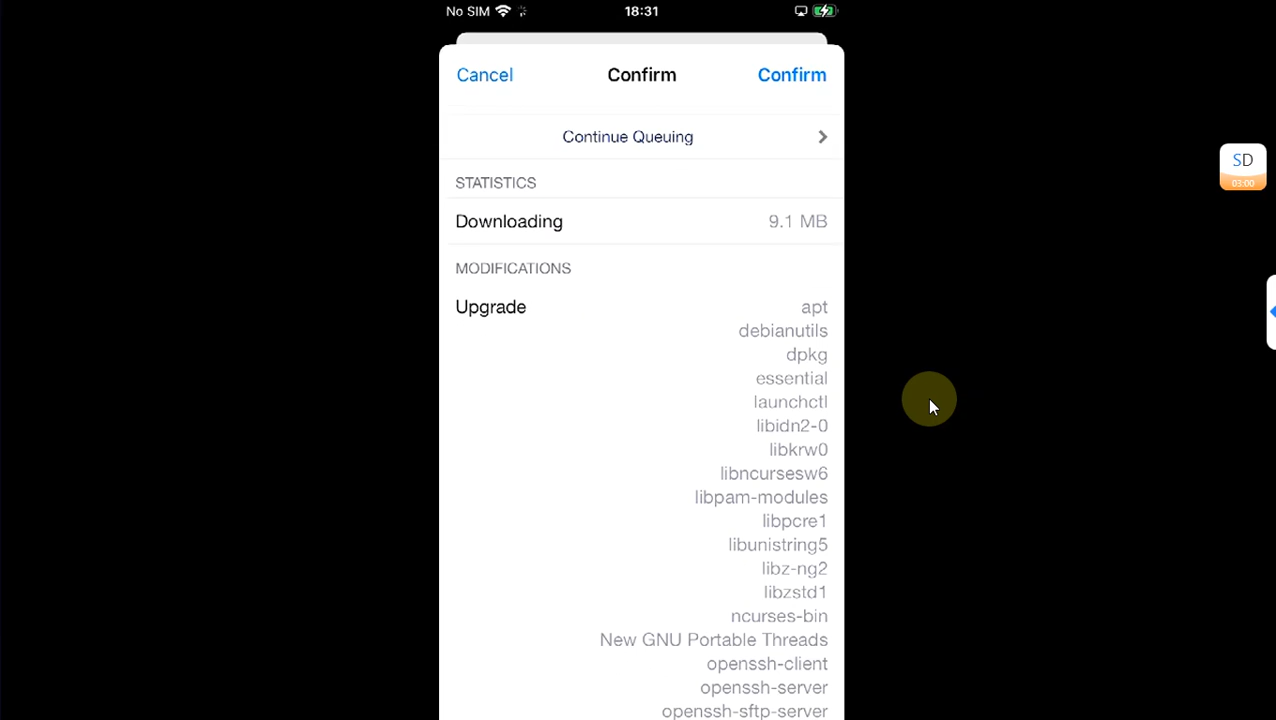 No SIM 18:31
Cancel Confirm Confirm
Continue Queuing
STATISTICS
Downloading 9.1 MB
MODIFICATIONS
Upgrade apt
debianutils
dpkg
essential
launchctl
libidn2-0
libkrw0
libncursesw6
libpam-modules
libpcre1
libunistring5
libz-ng2
libzstd1
ncurses-bin
New GNU Portable Threads
openssh-client
openssh-server
openssh-sftp-server
SD
03:00